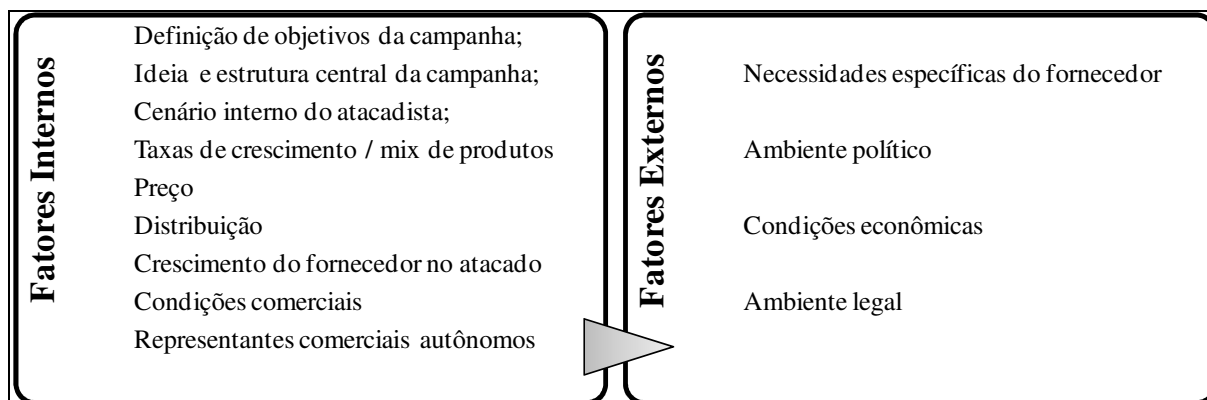 Fatores Internos
Definição de objetivos da campanha;
Ideia e estrutura central da campanha;
Cenário interno do atacadista;
Taxas de crescimento / mix de produtos
Preço
Distribuição
Crescimento do fornecedor no atacado
Condições comerciais
Representantes comerciais autônomos
Fatores Externos
Necessidades específicas do fornecedor
Ambiente político
Condições econômicas
Ambiente legal